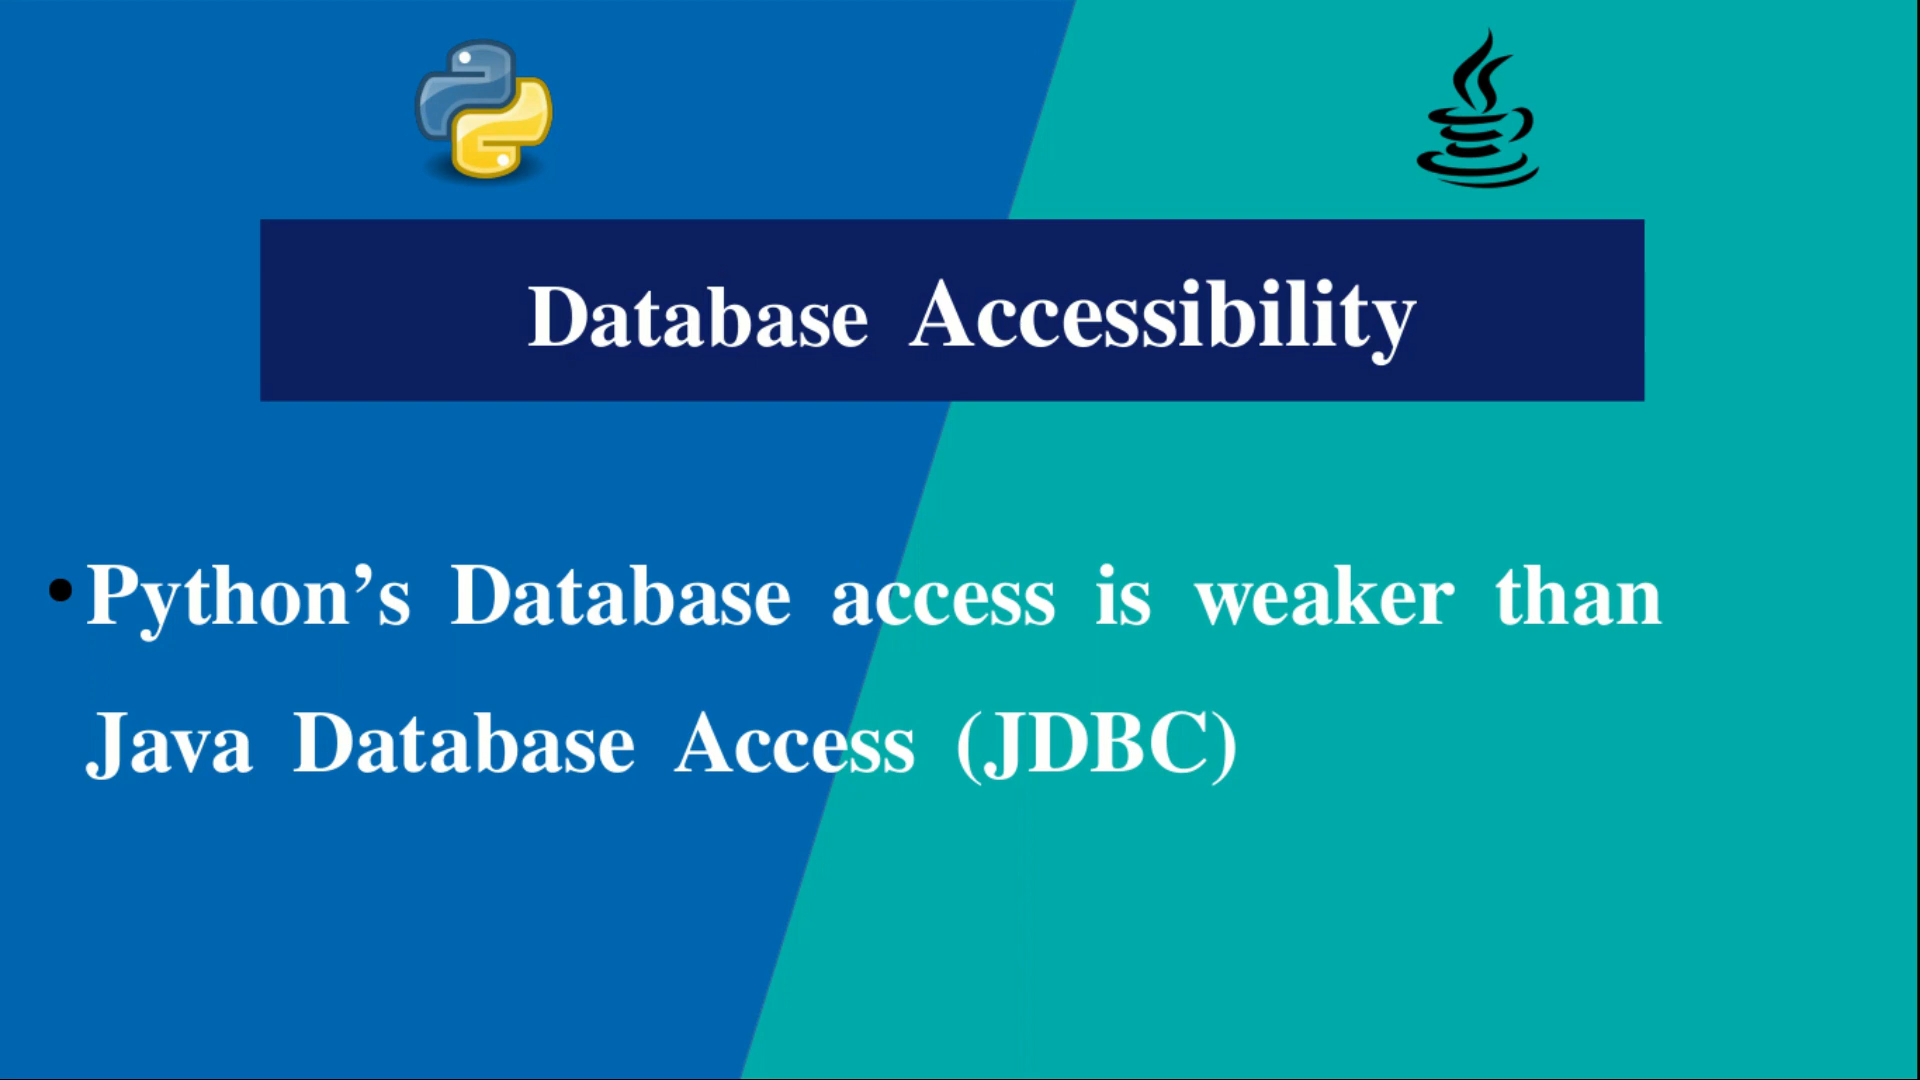 Database Accessibility
• Python’s Database access is weaker than
Java Database Access (JDBC)